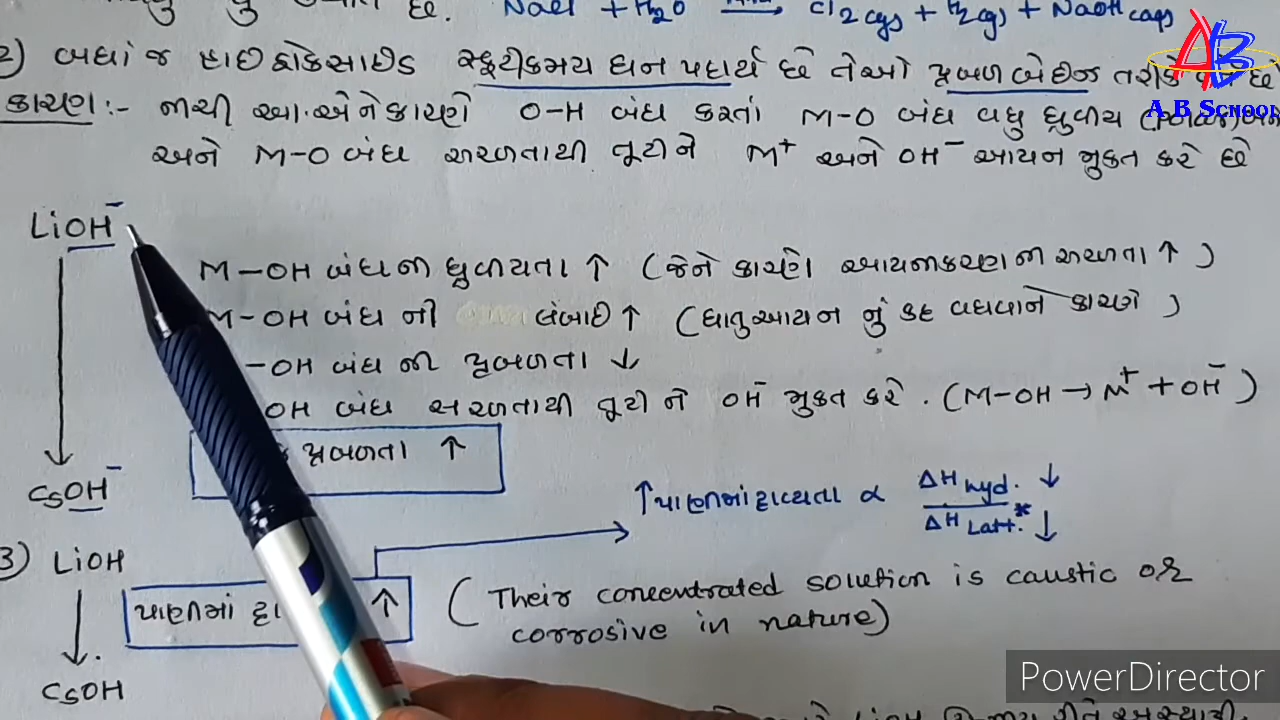 NaCl + H2O ⟶ Cl2(g) + H2(g) + NaOH(aq)
2) બધાં જ હાઇડ્રોકસાઇડ સ્ફટીકમય ઘન પદાર્થ છે તેઓ પ્રબળ બેઈજ તરીકે છે
A B SCHOOL
કારણ :- નીચી આ.એ ને કારણે O-H બંધ કરતાં M-O બંધ વધુ ધ્રુવીય
અને M-O બંધ સરળતાથી તૂટીને M+ અને OH- આયન મુક્ત કરે છે
LiOH-
M-OH બંધની ધ્રુવીયતા ↑ (જેને કારણે આયનીકરણની સરળતા ↑)
M-OH બંધ ની લંબાઇ ↑ (ધાતુઆયન નું કદ વધવાને કારણે)
-OH બંધ ની પ્રબળતા ↓
OH બંધ સરળતાથી તૂટીને OH- મુક્ત કરે. (M-OH → M+ + OH-)
પ્રબળતા ↑
CsOH-
↑ પાણીમાં દ્રાવ્યતા ∝ ΔH hyd. ↓
ΔH Latt.* ↓
3) LiOH
પાણીમાં ↑
(Their concentrated solution is caustic or
corrosive in nature)
CsOH
PowerDirector
LiOH